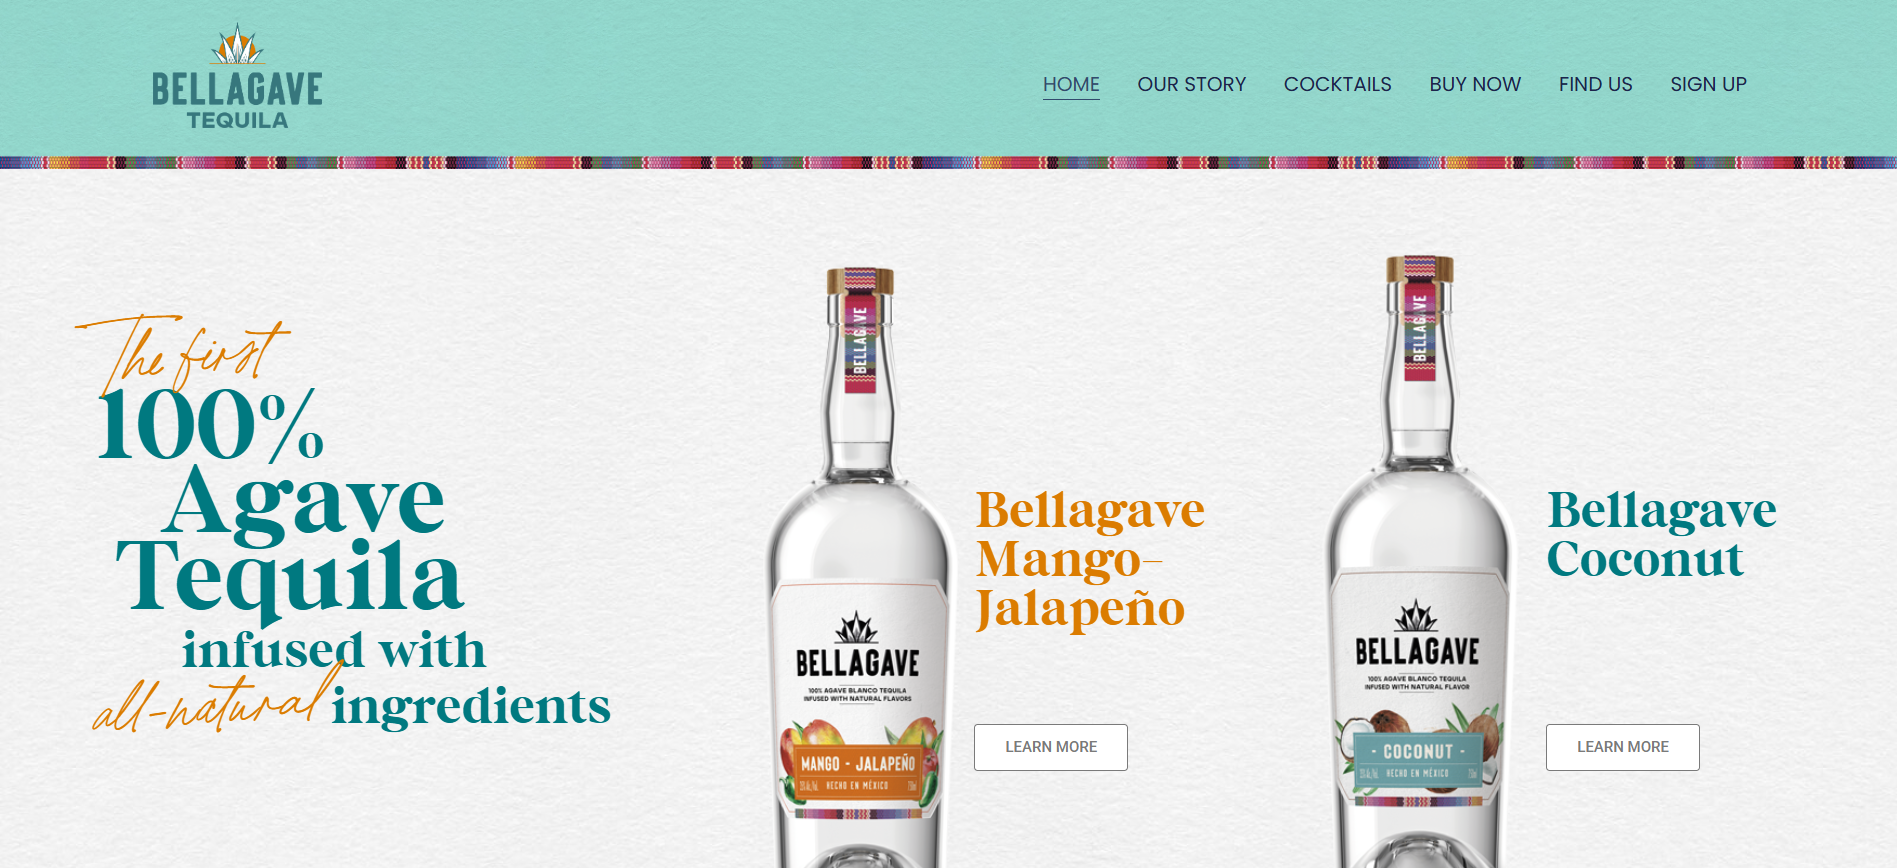 BELLAGAVE
TEQUILA
HOME
OUR STORY
COCKTAILS
BUY NOW
FIND US
SIGN UP
The first
100%
Agave
Tequila
infused with
all-natural ingredients
BELLAGAVE
BELLAGAVE
100% AGAVE BLANCO TEQUILA
INFUSED WITH NATURAL FLAVORS
MANGO - JALAPEÑO
HECHO EN MÉXICO
Bellagave
Mango-
Jalapeño
LEARN MORE
BELLAGAVE
BELLAGAVE
100% AGAVE BLANCO TEQUILA
INFUSED WITH NATURAL FLAVOR
- COCONUT -
HECHO EN MÉXICO
Bellagave
Coconut
LEARN MORE